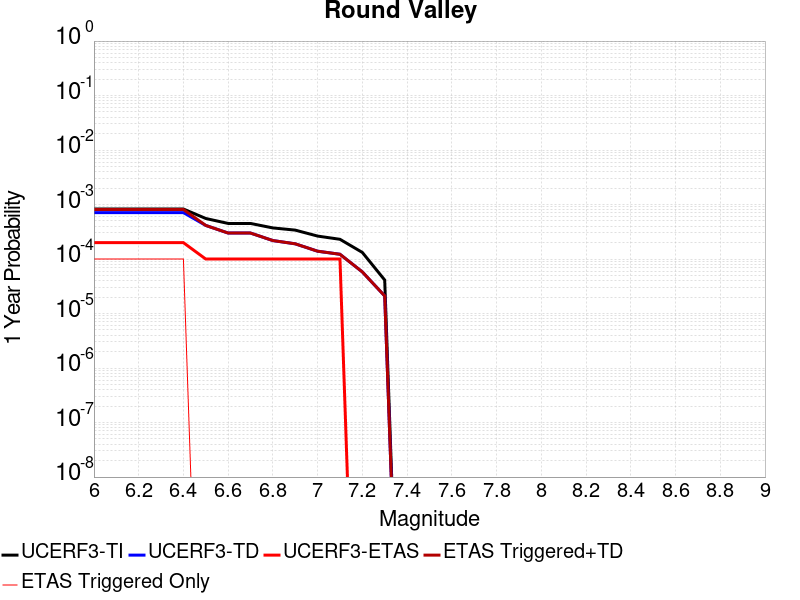 Round Valley
10^0
10^-1
10^-2
10^-3
10^-4
10^-5
10^-6
10^-7
10^-8
1 Year Probability
6 6.2 6.4 6.6 6.8 7 7.2 7.4 7.6 7.8 8 8.2 8.4 8.6 8.8 9
Magnitude
UCERF3-TI UCERF3-TD UCERF3-ETAS ETAS Triggered+TD
ETAS Triggered Only